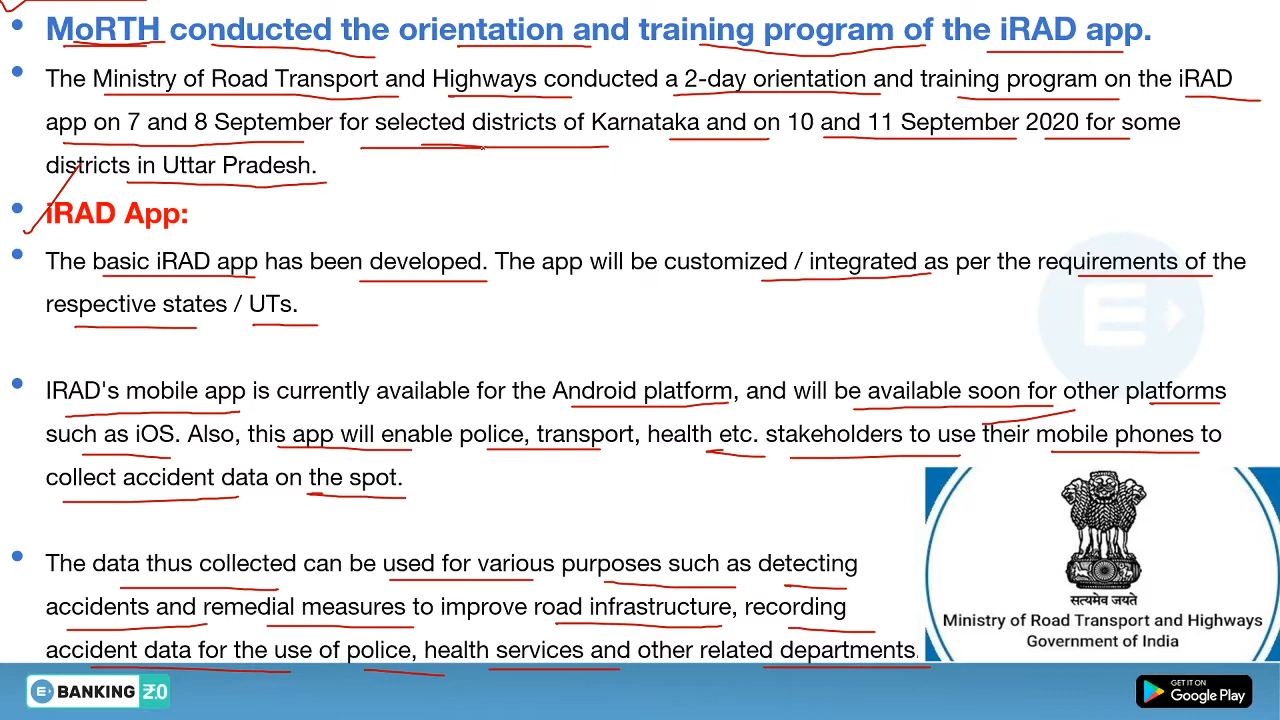 MoRTH conducted the orientation and training program of the iRAD app.
The Ministry of Road Transport and Highways conducted a 2-day orientation and training program on the iRAD
app on 7 and 8 September for selected districts of Karnataka and on 10 and 11 September 2020 for some
districts in Uttar Pradesh.
iRAD App:
The basic iRAD app has been developed. The app will be customized / integrated as per the requirements of the
respective states / UTs.
IRAD's mobile app is currently available for the Android platform, and will be available soon for other platforms
such as iOS. Also, this app will enable police, transport, health etc. stakeholders to use their mobile phones to
collect accident data on the spot.
The data thus collected can be used for various purposes such as detecting
accidents and remedial measures to improve road infrastructure, recording
accident data for the use of police, health services and other related departments.
सत्यमेव जयते
Ministry of Road Transport and Highways
Government of India
E BANKING 2.0
GET IT ON
Google Play